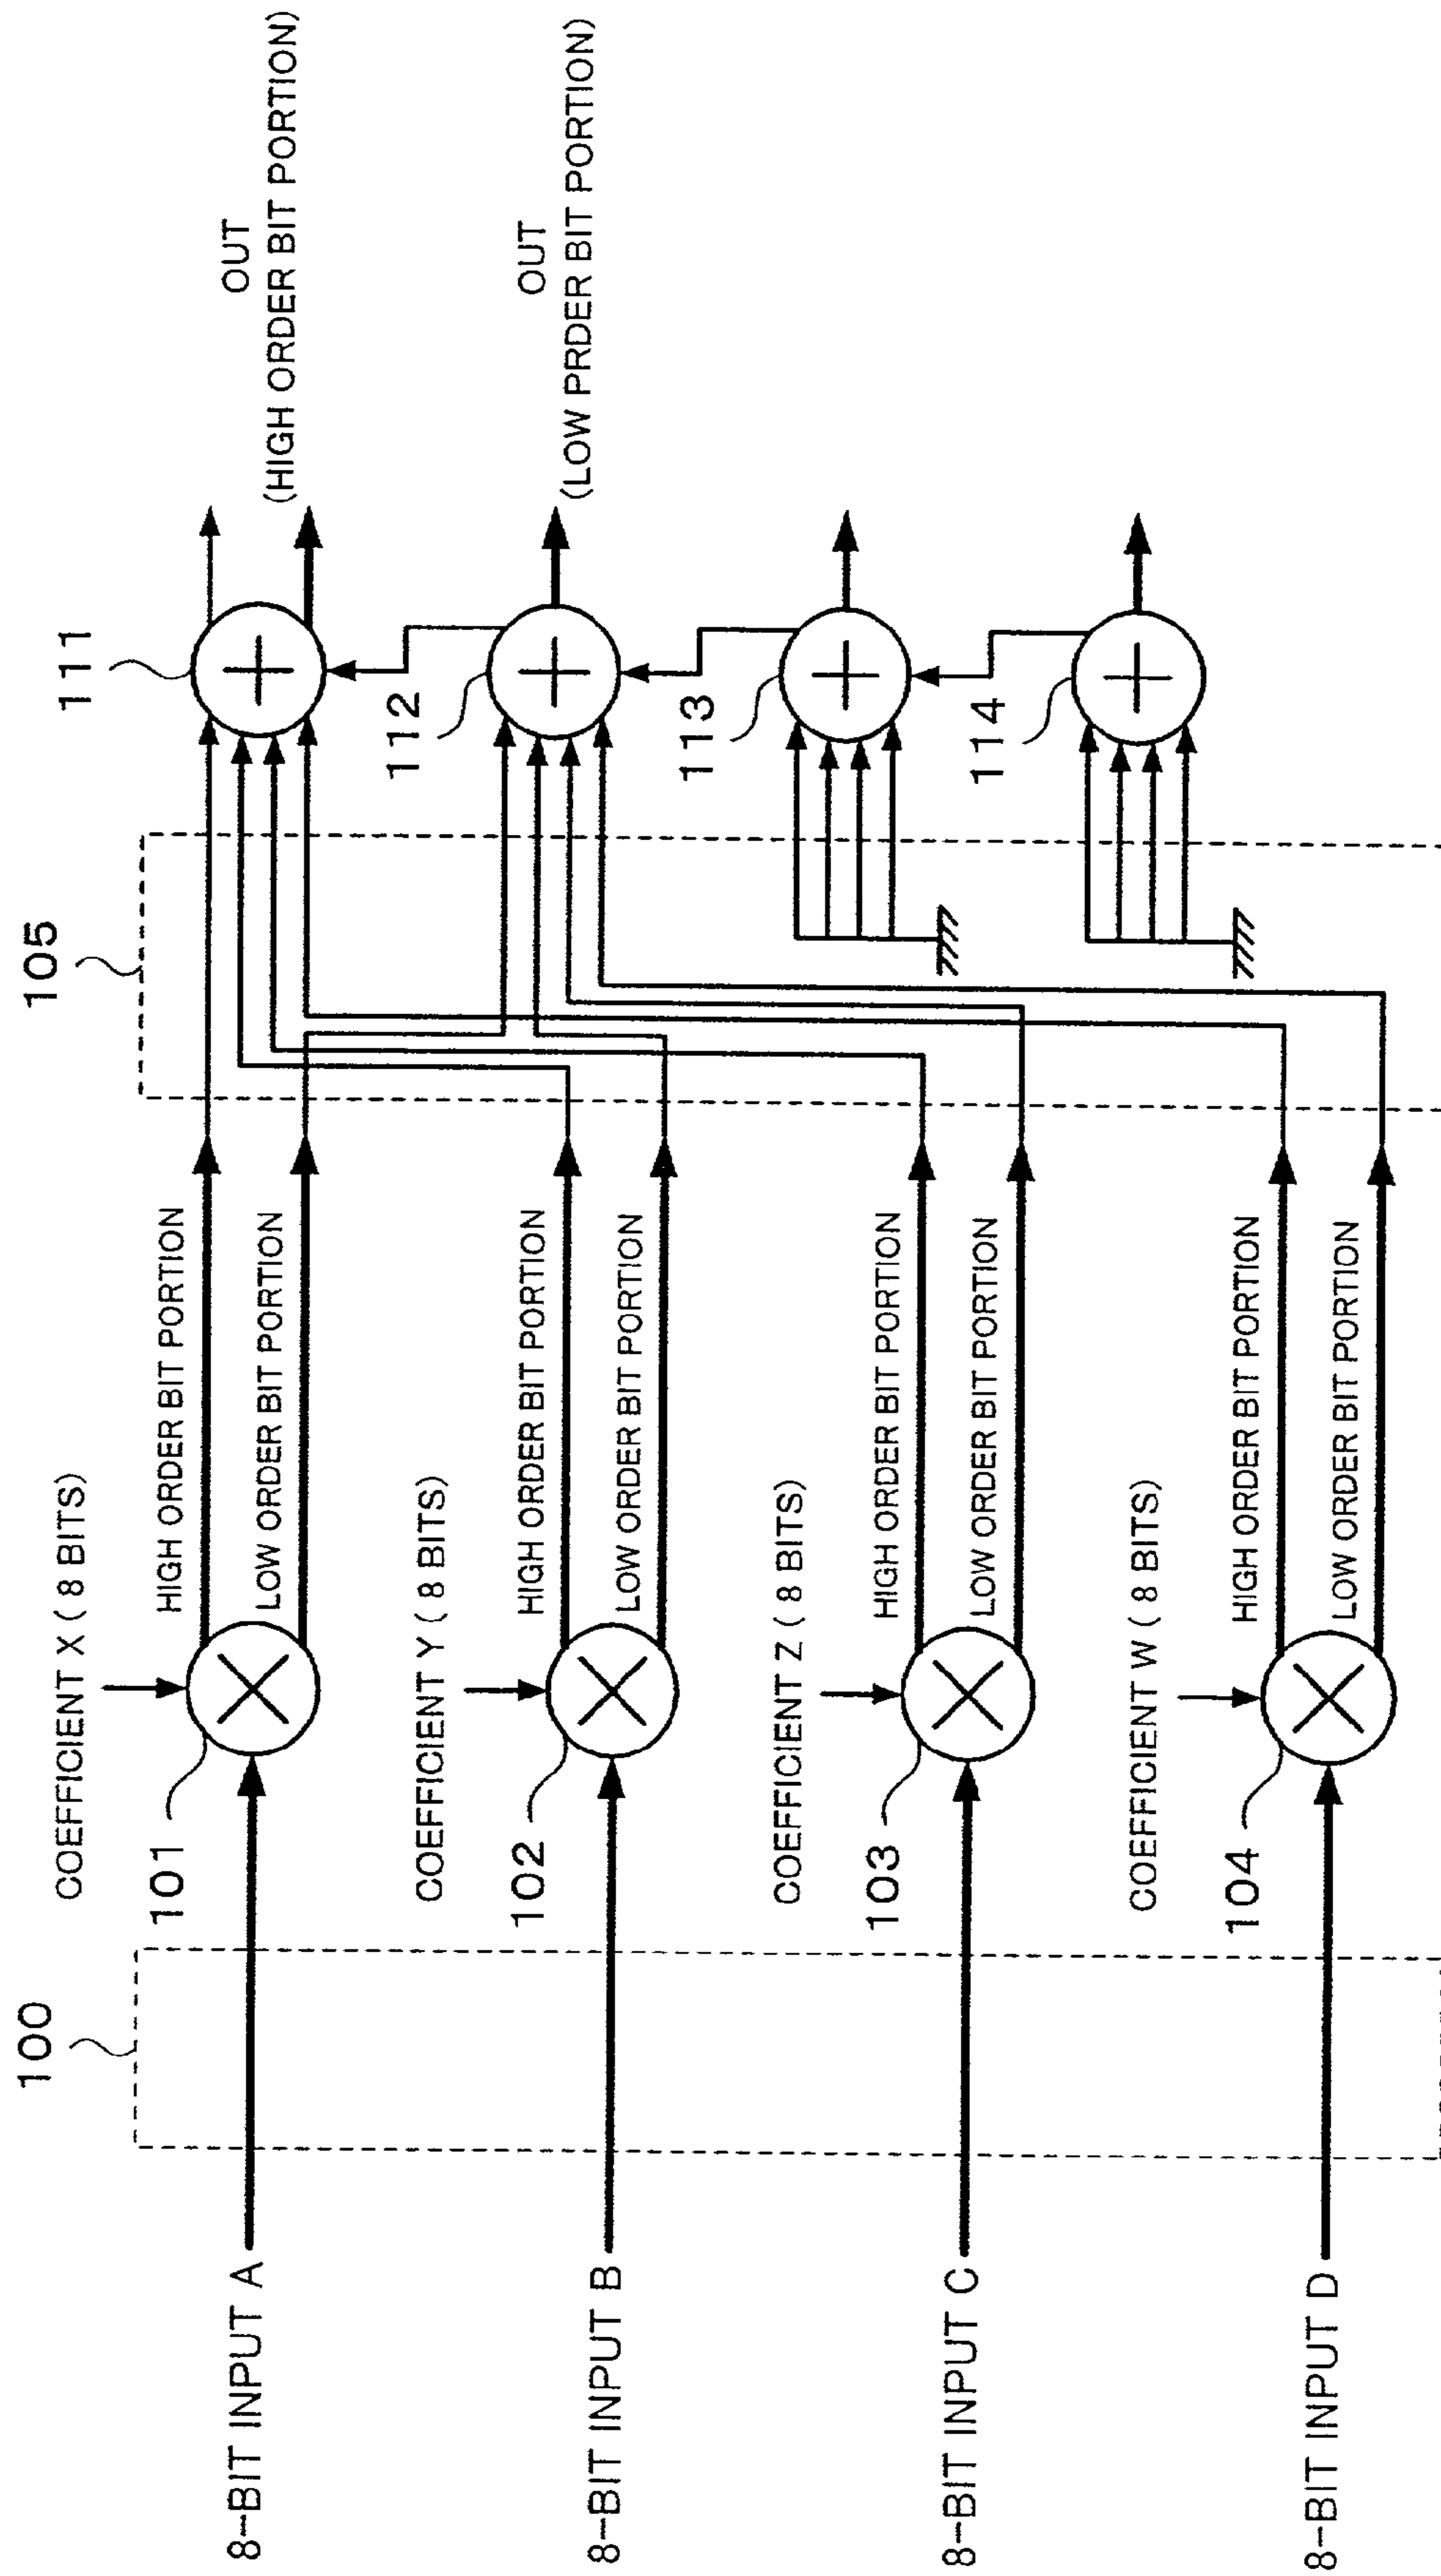 100
105
111
112
113
114
8-BIT INPUT A
101
COEFFICIENT X ( 8 BITS)
HIGH ORDER BIT PORTION
LOW ORDER BIT PORTION
OUT
(HIGH ORDER BIT PORTION)
8-BIT INPUT B
102
COEFFICIENT Y ( 8 BITS)
HIGH ORDER BIT PORTION
LOW ORDER BIT PORTION
OUT
(LOW PRDER BIT PORTION)
8-BIT INPUT C
103
COEFFICIENT Z ( 8 BITS)
HIGH ORDER BIT PORTION
LOW ORDER BIT PORTION
8-BIT INPUT D
104
COEFFICIENT W ( 8 BITS)
HIGH ORDER BIT PORTION
LOW ORDER BIT PORTION